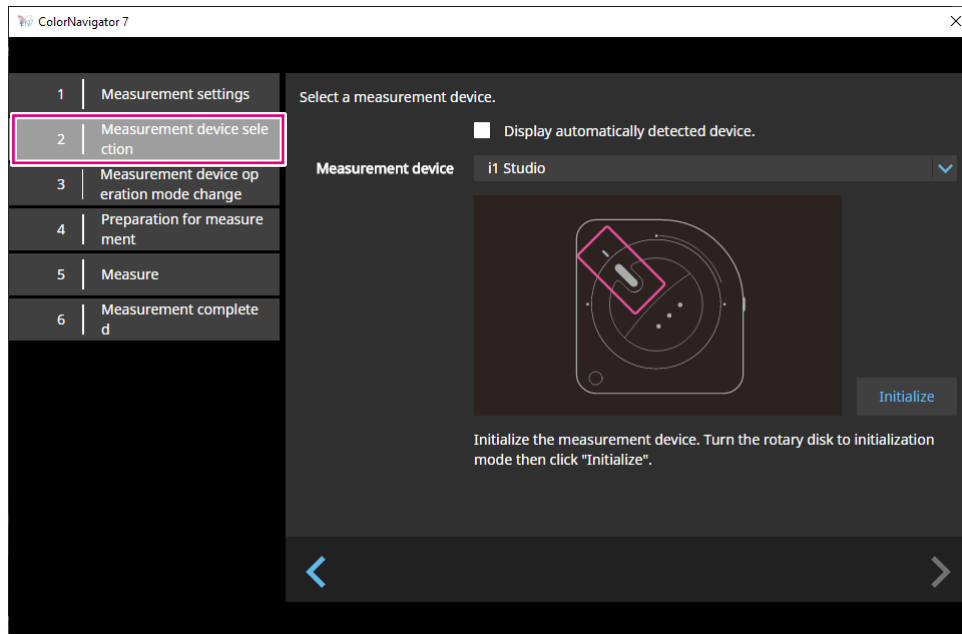 ColorNavigator 7
1 Measurement settings
2 Measurement device sele
ction
3 Measurement device op
eration mode change
4 Preparation for measure
ment
5 Measure
6 Measurement complete
d
Select a measurement device.
Display automatically detected device.
Measurement device i1 Studio
Initialize
Initialize the measurement device. Turn the rotary disk to initialization
mode then click "Initialize".